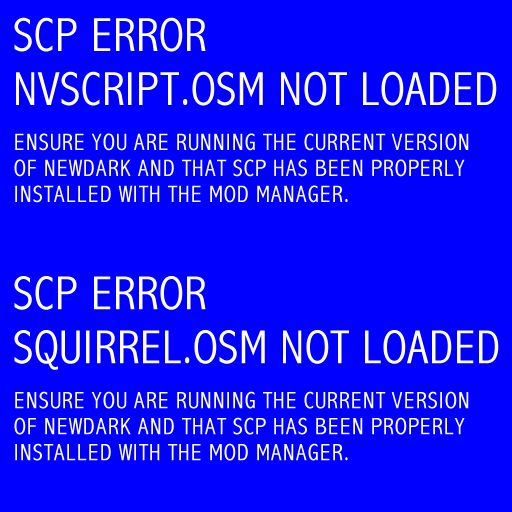 SCP ERROR
NVSCRIPT.OSM NOT LOADED
ENSURE YOU ARE RUNNING THE CURRENT VERSION
OF NEWDARK AND THAT SCP HAS BEEN PROPERLY
INSTALLED WITH THE MOD MANAGER.
SCP ERROR
SQUIRREL.OSM NOT LOADED
ENSURE YOU ARE RUNNING THE CURRENT VERSION
OF NEWDARK AND THAT SCP HAS BEEN PROPERLY
INSTALLED WITH THE MOD MANAGER.